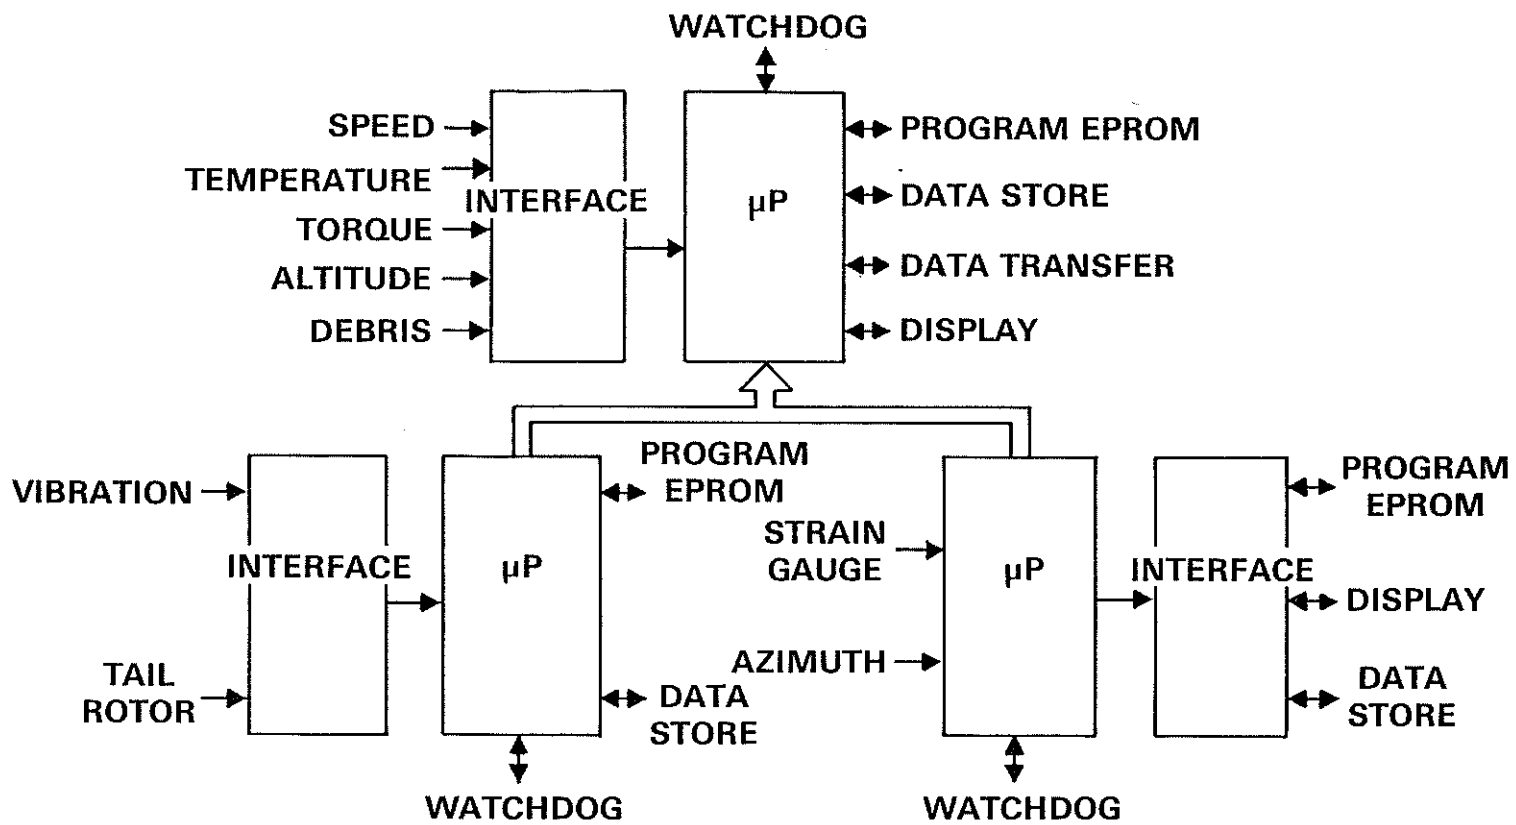 WATCHDOG
SPEED
TEMPERATURE
TORQUE
ALTITUDE
DEBRIS
INTERFACE
µP
PROGRAM EPROM
DATA STORE
DATA TRANSFER
DISPLAY
VIBRATION
TAIL
ROTOR
INTERFACE
µP
PROGRAM
EPROM
DATA
STORE
WATCHDOG
STRAIN
GAUGE
AZIMUTH
µP
INTERFACE
PROGRAM
EPROM
DISPLAY
DATA
STORE
WATCHDOG